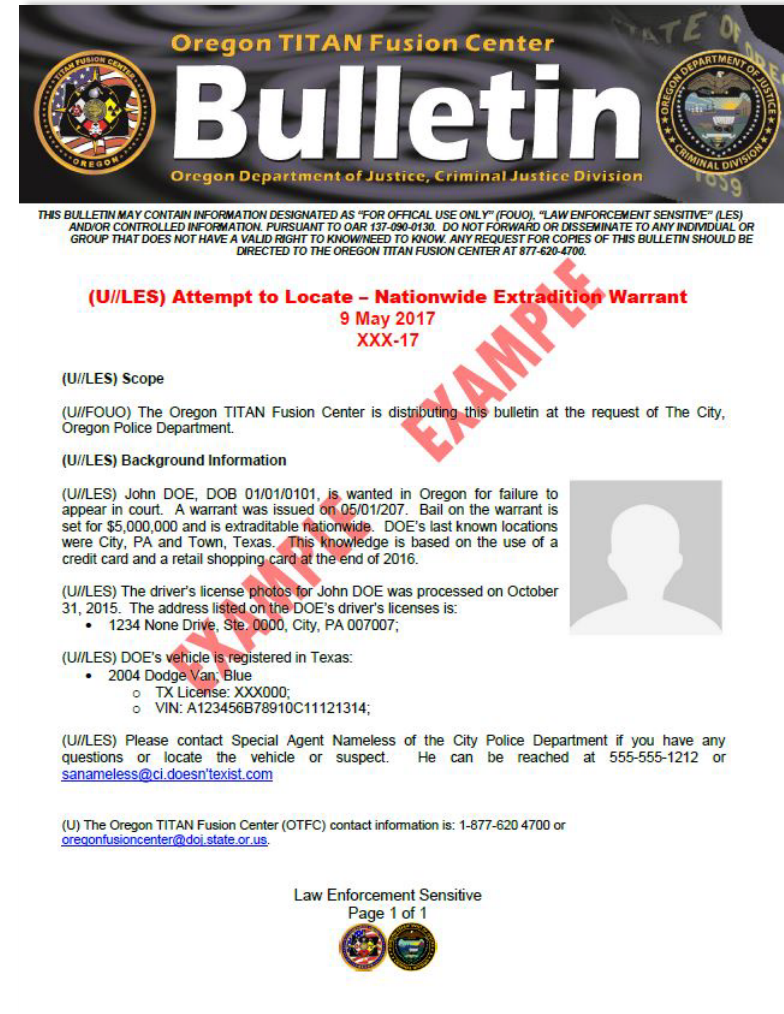 Oregon TITAN Fusion Center
Bulletin
Oregon Department of Justice, Criminal Justice Division
TITAN FUSION CENTER
OREGON
OREGON DEPARTMENT OF JUSTICE
CRIMINAL DIVISION
STATE OF
1859
THIS BULLETIN MAY CONTAIN INFORMATION DESIGNATED AS "FOR OFFICAL USE ONLY" (FOUO), "LAW ENFORCEMENT SENSITIVE" (LES)
AND/OR CONTROLLED INFORMATION. PURSUANT TO OAR 137-090-0130. DO NOT FORWARD OR DISSEMINATE TO ANY INDIVIDUAL OR
GROUP THAT DOES NOT HAVE A VALID RIGHT TO KNOW/NEED TO KNOW. ANY REQUEST FOR COPIES OF THIS BULLETIN SHOULD BE
DIRECTED TO THE OREGON TITAN FUSION CENTER AT 877-620-4700.
(U//LES) Attempt to Locate – Nationwide Extradition Warrant
9 May 2017
XXX-17
EXAMPLE
(U//LES) Scope
(U//FOUO) The Oregon TITAN Fusion Center is distributing this bulletin at the request of The City,
Oregon Police Department.
(U//LES) Background Information
(U//LES) John DOE, DOB 01/01/0101, is wanted in Oregon for failure to
appear in court. A warrant was issued on 05/01/207. Bail on the warrant is
set for $5,000,000 and is extraditable nationwide. DOE's last known locations
were City, PA and Town, Texas. This knowledge is based on the use of a
credit card and a retail shopping card at the end of 2016.
EXAMPLE
(U//LES) The driver's license photos for John DOE was processed on October
31, 2015. The address listed on the DOE's driver's licenses is:
• 1234 None Drive, Ste. 0000, City, PA 007007;
(U//LES) DOE's vehicle is registered in Texas:
• 2004 Dodge Van; Blue
o TX License: XXX000;
o VIN: A123456B78910C11121314;
(U//LES) Please contact Special Agent Nameless of the City Police Department if you have any
questions or locate the vehicle or suspect. He can be reached at 555-555-1212 or
sanameless@ci.doesn'texist.com
(U) The Oregon TITAN Fusion Center (OTFC) contact information is: 1-877-620 4700 or
oregonfusioncenter@doj.state.or.us.
Law Enforcement Sensitive
Page 1 of 1